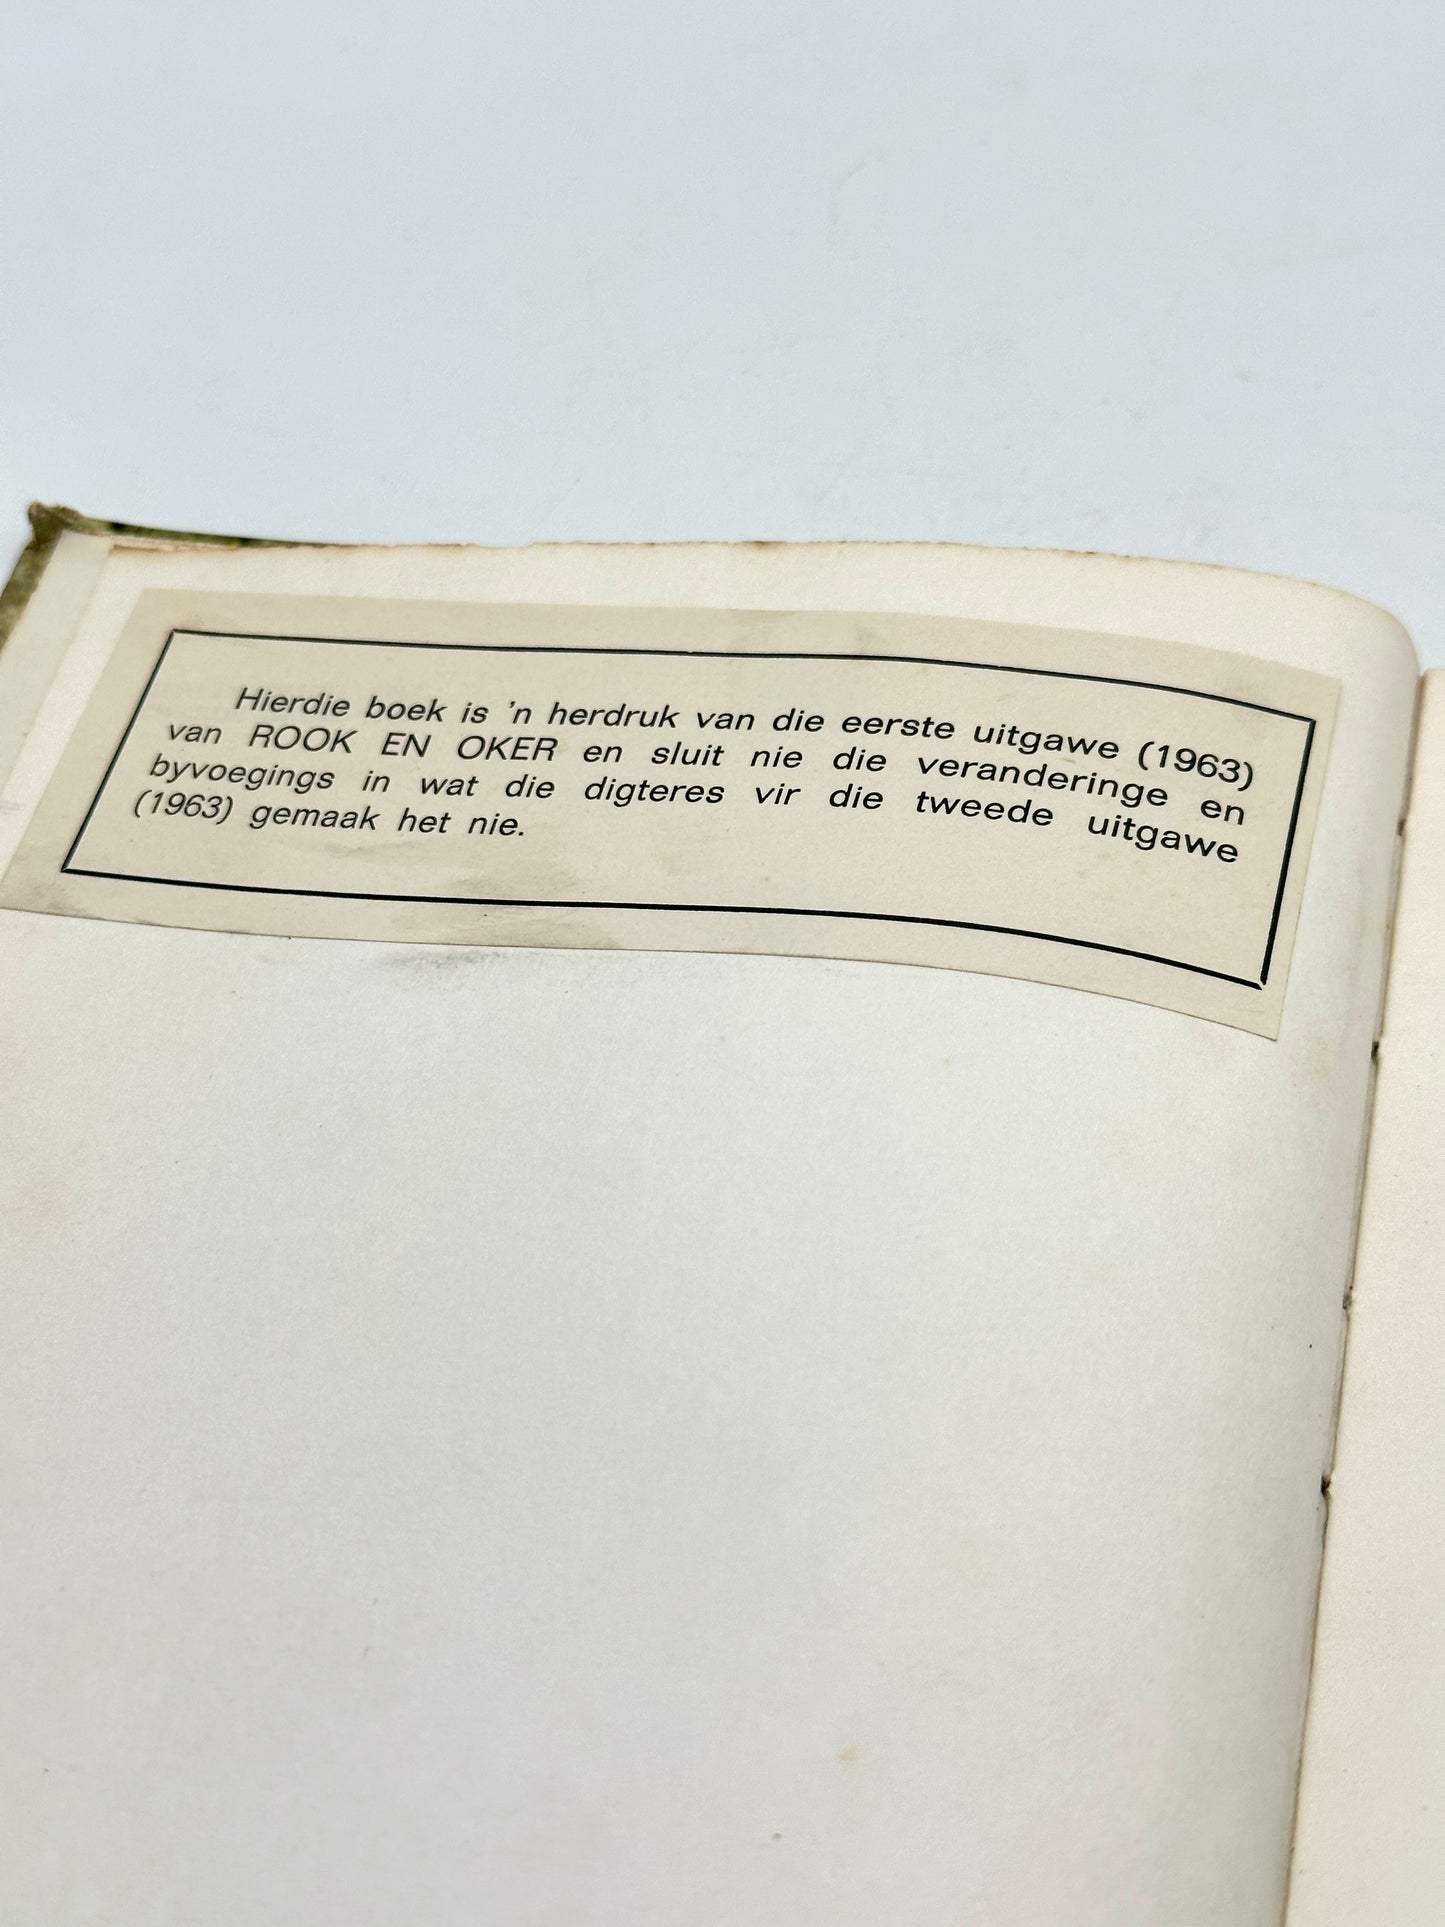 Hierdie boek is 'n herdruk van die eerste uitgawe (1963)
van ROOK EN OKER en sluit nie die veranderinge en
byvoegings in wat die digteres vir die tweede uitgawe
(1963) gemaak het nie.